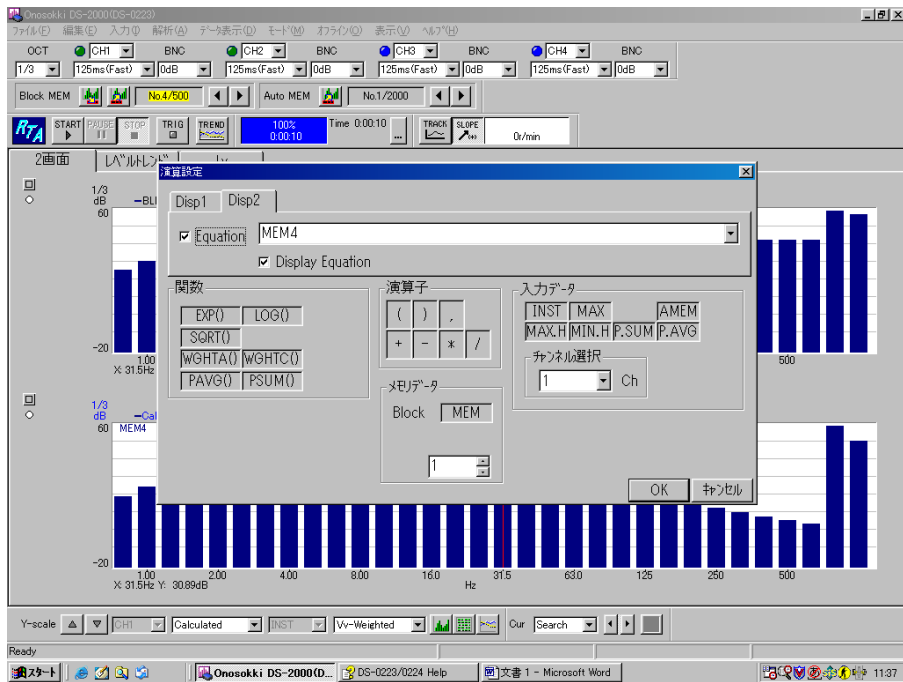 Onosokki DS-2000(DS-0223)
ファイル(F) 編集(E) 入力(I) 解析(A) データ表示(D) モード(M) オフライン(O) 表示(V) ヘルプ(H)
OCT CH1 BNC CH2 BNC CH3 BNC CH4 BNC
1/3 125ms(Fast) 0dB 125ms(Fast) 0dB 125ms(Fast) 0dB 125ms(Fast) 0dB
Block MEM No.4/500 Auto MEM No.1/2000
RTA START PAUSE STOP TRIG TREND 100% 0:00:10 Time 0:00:10 ... TRACK SLOPE 0r/min
2画面 レベルトレンド
演算設定
Disp1 Disp2
Equation MEM4
Display Equation
関数
EXP() LOG()
SQRT()
WGHTA() WGHTC()
PAVG() PSUM()
演算子
( ) ,
+ - * /
メモリデータ
Block MEM
1
入力データ
INST MAX AMEM
MAX.H MIN.H P.SUM P.AVG
チャンネル選択
1 Ch
OK キャンセル
1/3
dB
60
-20
1.00 500
X: 31.5Hz
1/3
dB
60 MEM4
-20
1.00 2.00 4.00 8.00 16.0 31.5 63.0 125 250 500
X: 31.5Hz Y: 30.89dB Hz
Y-scale CH1 Calculated INST Vv-Weighted Cur Search
Ready
スタート Onosokki DS-2000(D... DS-0223/0224 Help 文書 1 - Microsoft Word 11:37